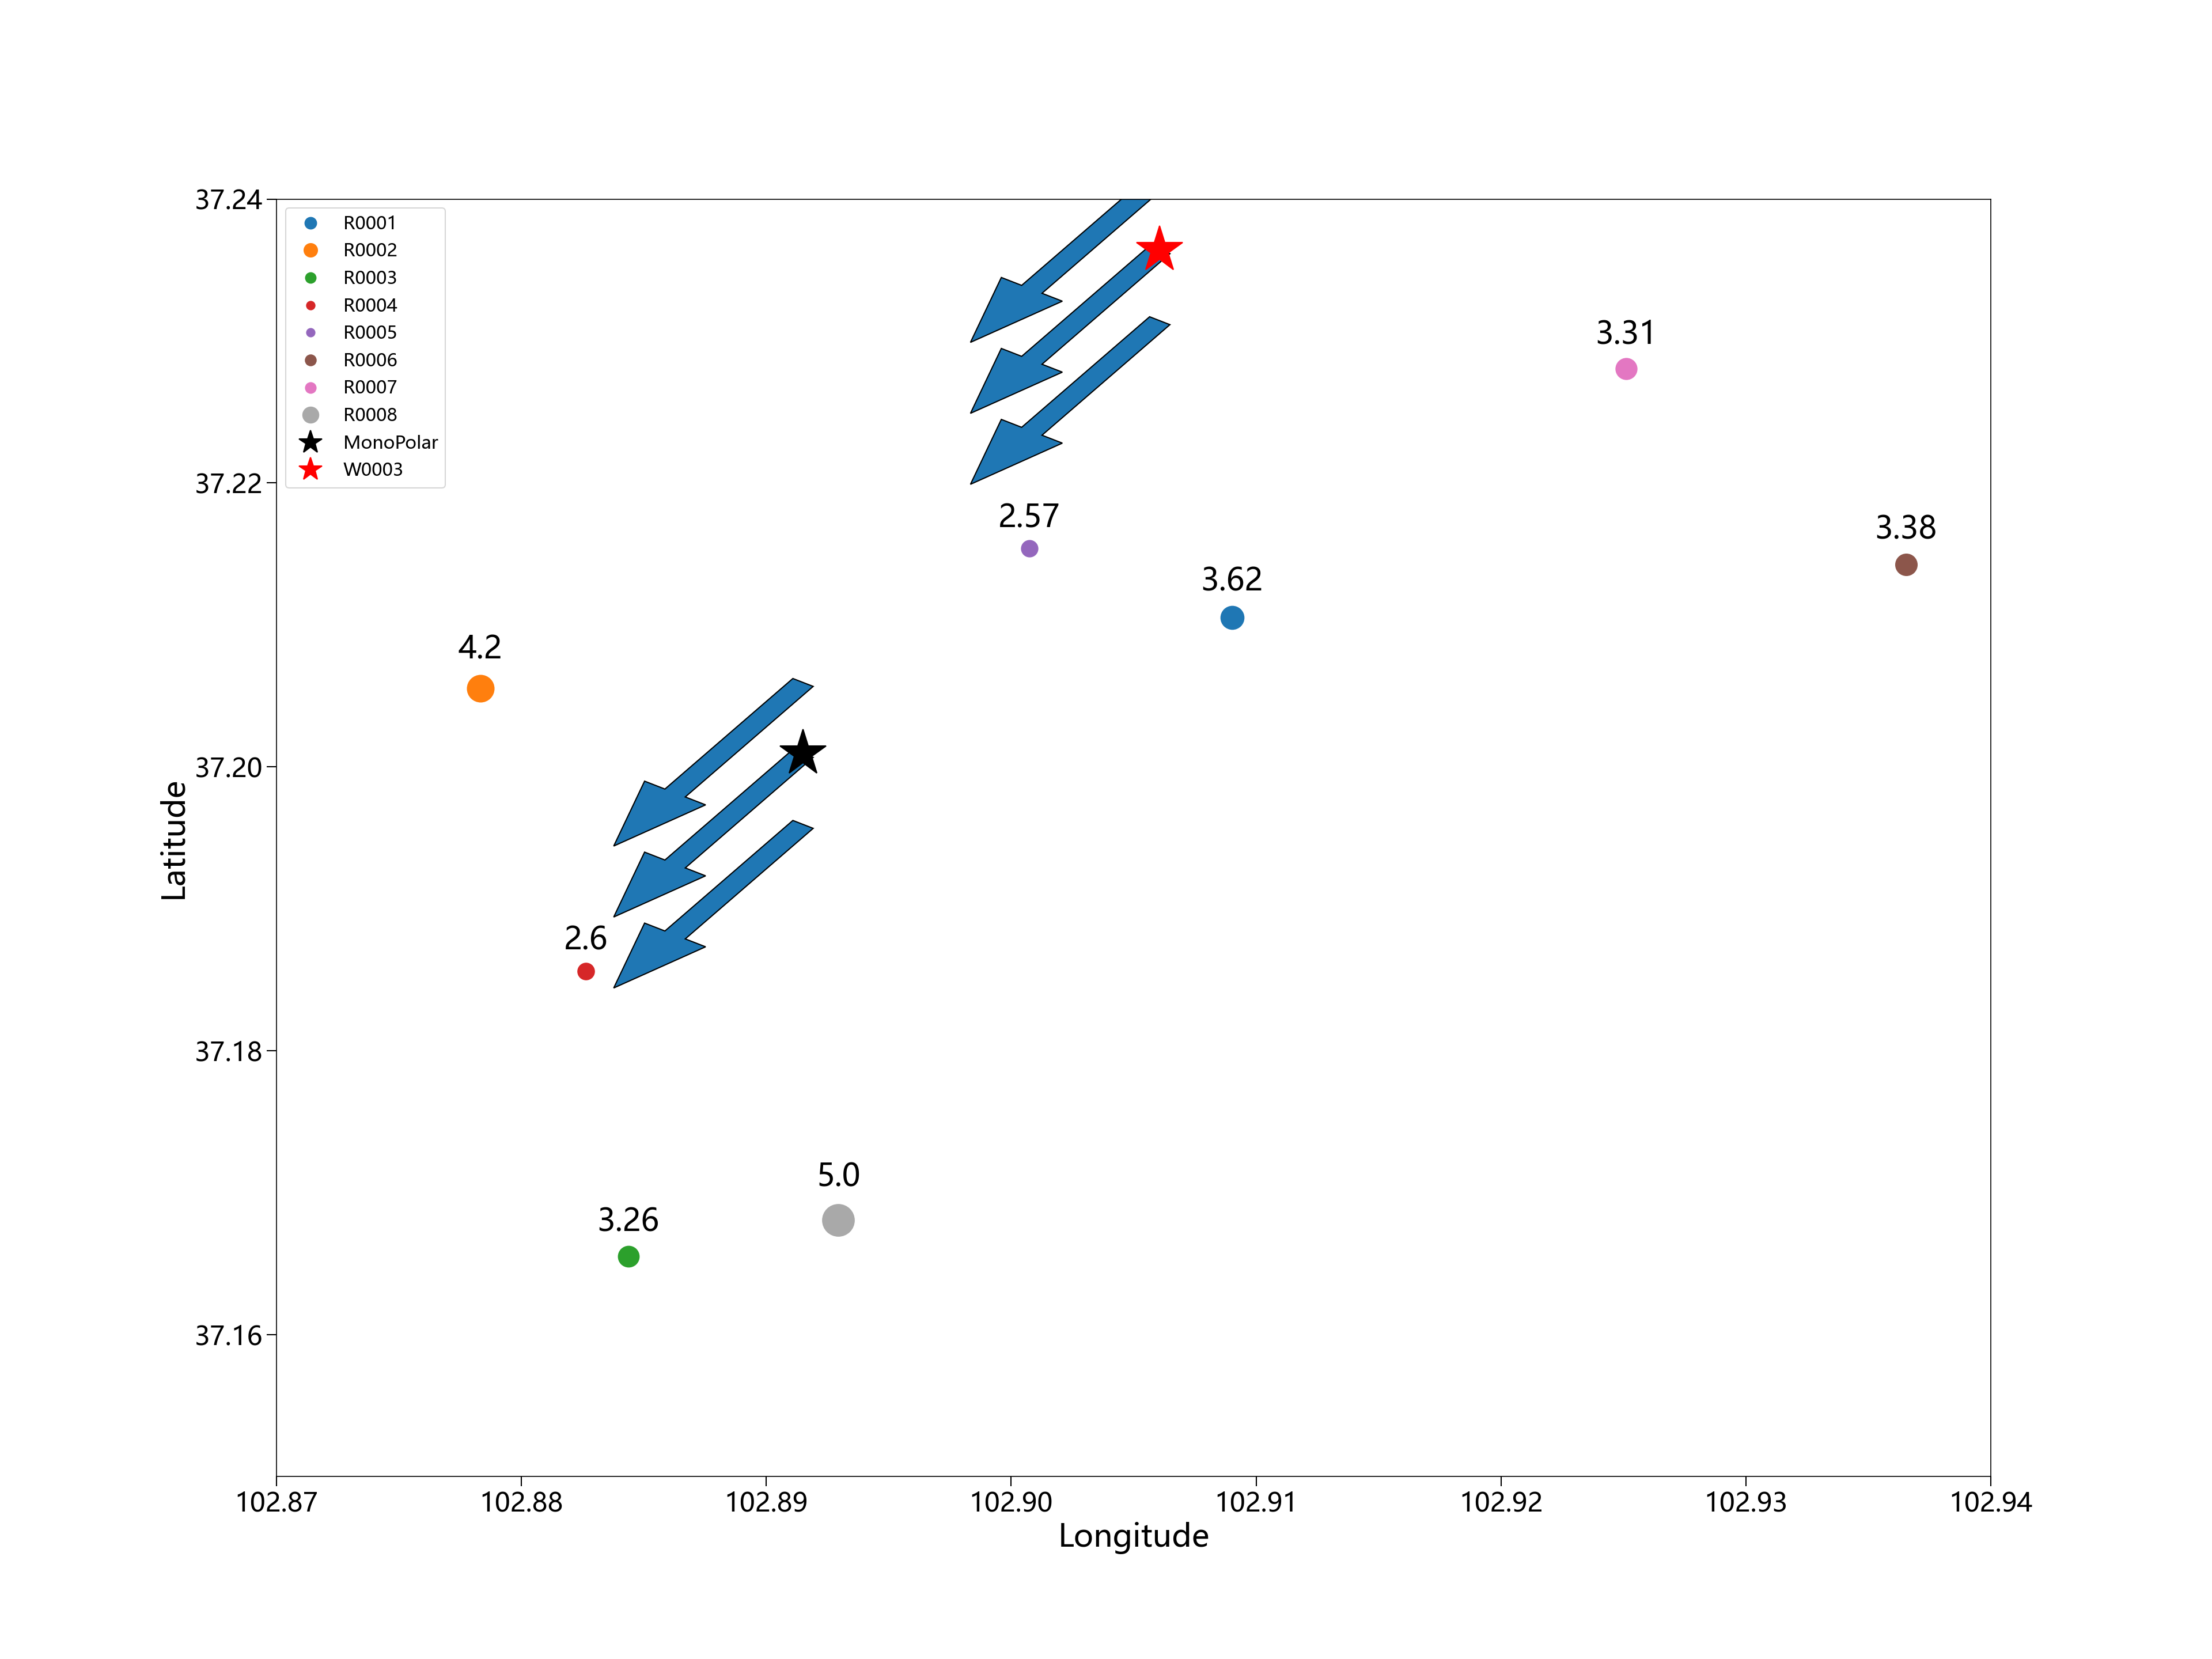 37.24
R0001
R0002
R0003
R0004
R0005
R0006
R0007
R0008
MonoPolar
W0003
3.31
37.22
2.57
3.38
3.62
4.2
37.20
Latitude
2.6
37.18
5.0
3.26
37.16
102.87 102.88 102.89 102.90 102.91 102.92 102.93 102.94
Longitude